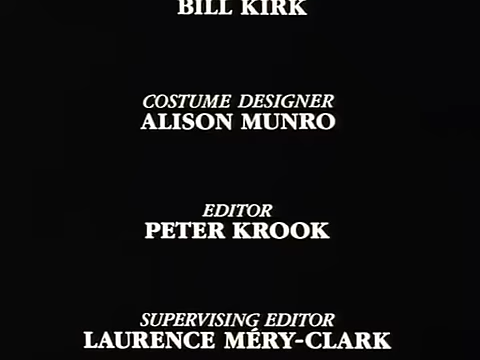 BILL KIRK
COSTUME DESIGNER
ALISON MUNRO
EDITOR
PETER KROOK
SUPERVISING EDITOR
LAURENCE MÉRY-CLARK